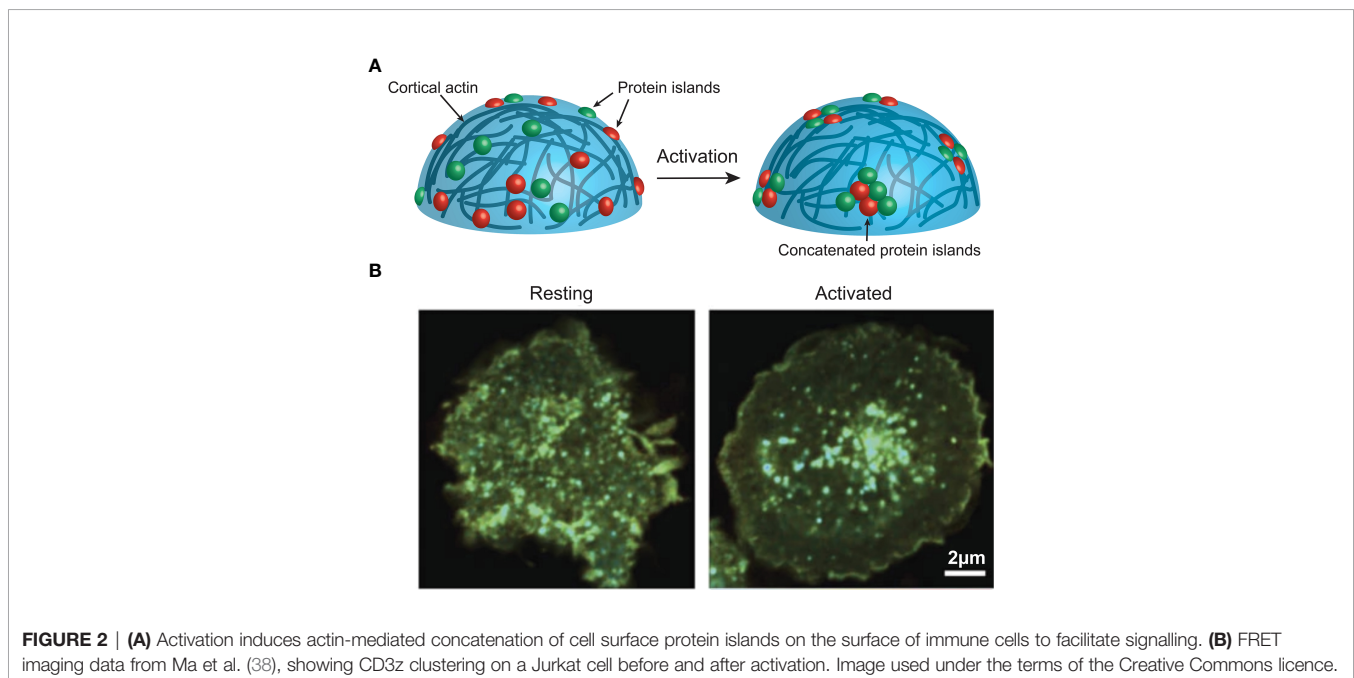 A
Cortical actin
Protein islands
Activation
Concatenated protein islands
B
Resting
Activated
2µm
FIGURE 2 | (A) Activation induces actin-mediated concatenation of cell surface protein islands on the surface of immune cells to facilitate signalling. (B) FRET
imaging data from Ma et al. (38), showing CD3z clustering on a Jurkat cell before and after activation. Image used under the terms of the Creative Commons licence.